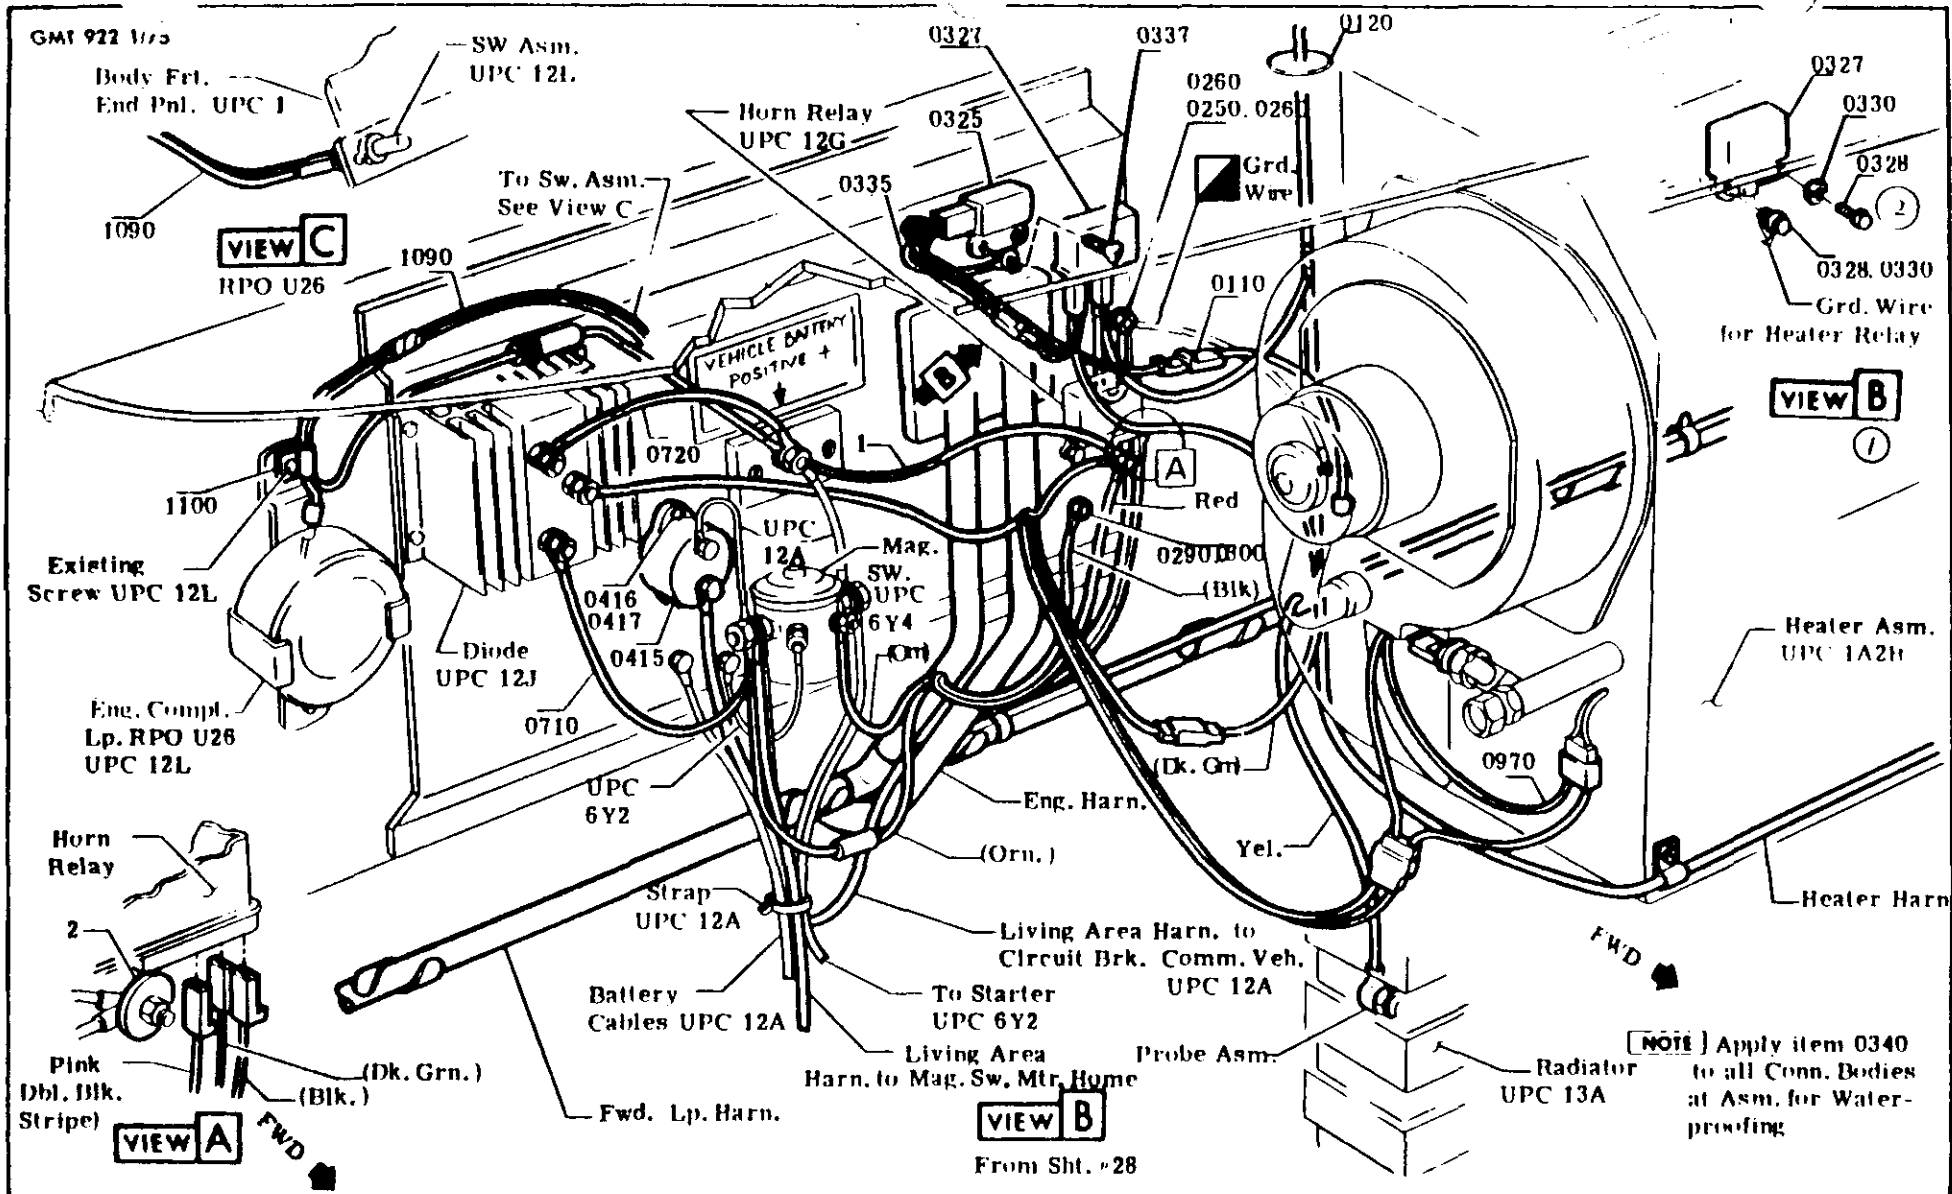 GMT 922
Body Frt.
End Pnl. UPC 1
SW Asm.
UPC 12L
1090
VIEW C
RPO U26
Horn Relay
UPC 12G
To Sw. Asm.
See View C
0327
0337
0120
0325
0260
0250. 0260
0335
Grd.
Wire
0327
0330
0328
2
0328. 0330
Grd. Wire
for Heater Relay
VIEW B
1
1090
0110
VEHICLE BATTERY
POSITIVE +
B
0720
1
A
Red
1100
Existing
Screw UPC 12L
UPC
12A
Mag.
SW.
UPC
6Y4
0416
0417
0415
(Blk)
Diode
UPC 12J
0710
Eng. Compt.
Lp. RPO U26
UPC 12L
UPC
6Y2
Heater Asm.
0970
Eng. Harn.
Yel.
(Orn.)
Horn
Relay
2
Strap
UPC 12A
Living Area Harn. to
Circuit Brk. Comm. Veh.
UPC 12A
Heater Harn
FWD
Battery
Cables UPC 12A
To Starter
UPC 6Y2
Living Area
Harn. to Mag. Sw. Mtr. Home
Probe Asm.
Radiator
UPC 13A
NOTE Apply item 0340
to all Conn. Bodies
at Asm. for Water-
proofing
Pink
Dbl. Blk.
Stripe)
(Dk. Grn.)
(Blk.)
Fwd. Lp. Harn.
VIEW A
FWD
VIEW B
From Sht. 28